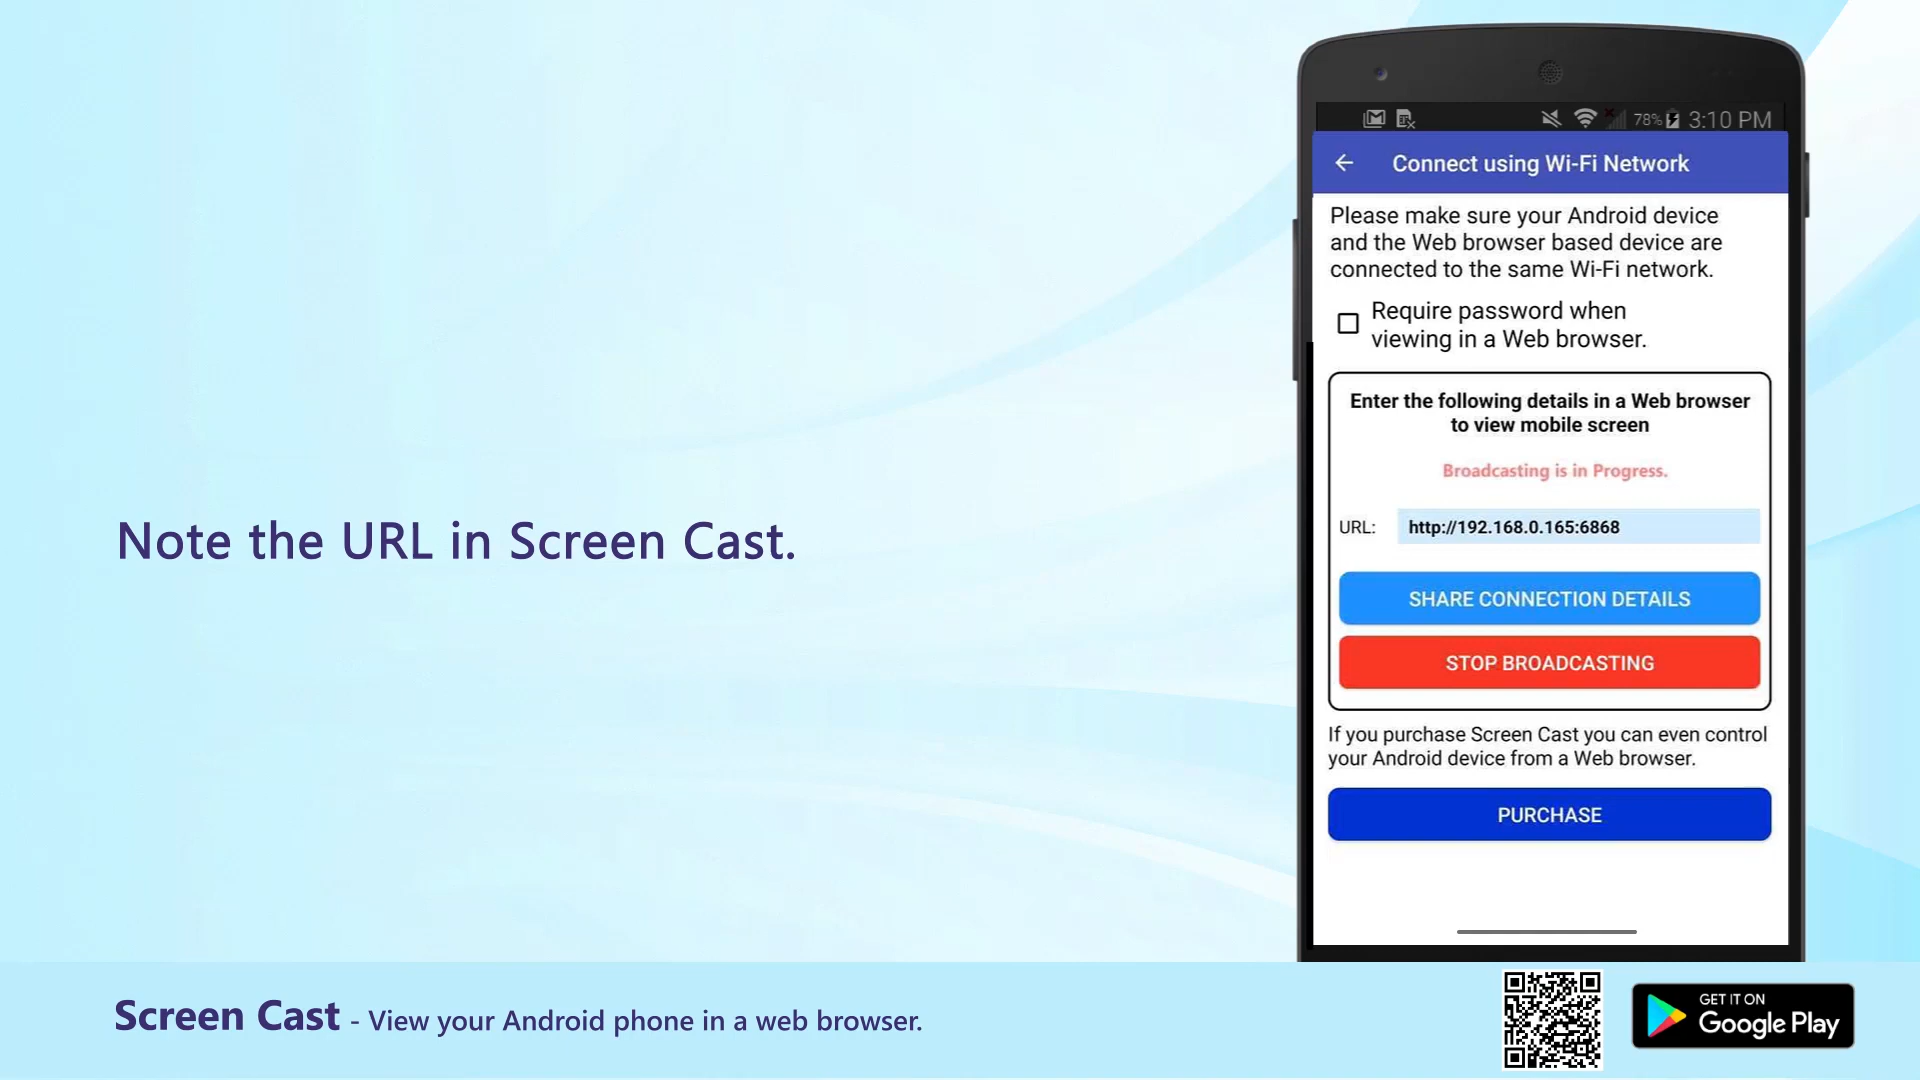 78% 3:10 PM
Connect using Wi-Fi Network
Please make sure your Android device
and the Web browser based device are
connected to the same Wi-Fi network.
Require password when
viewing in a Web browser.
Enter the following details in a Web browser
to view mobile screen
Broadcasting is in Progress.
URL: http://192.168.0.165:6868
SHARE CONNECTION DETAILS
STOP BROADCASTING
If you purchase Screen Cast you can even control
your Android device from a Web browser.
PURCHASE
Note the URL in Screen Cast.
Screen Cast - View your Android phone in a web browser.
GET IT ON
Google Play